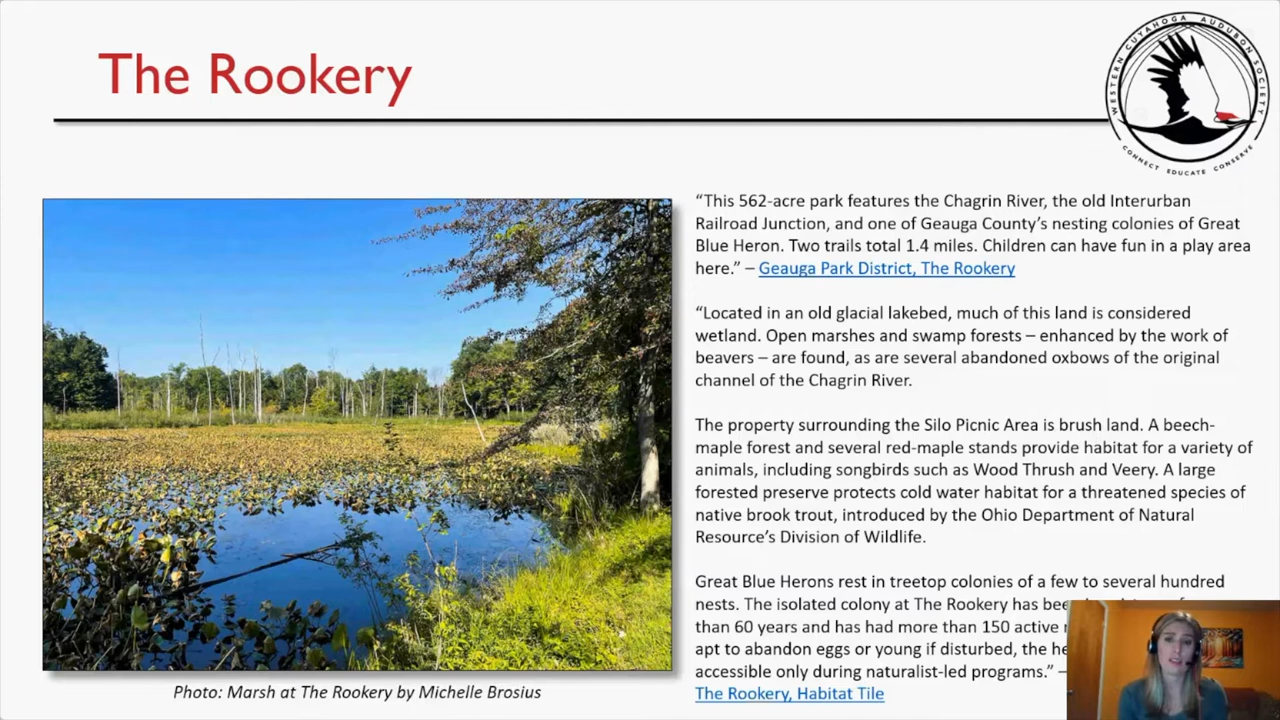 The Rookery
WESTERN CUYAHOGA AUDUBON SOCIETY
CONNECT EDUCATE CONSERVE
“This 562-acre park features the Chagrin River, the old Interurban
Railroad Junction, and one of Geauga County’s nesting colonies of Great
Blue Heron. Two trails total 1.4 miles. Children can have fun in a play area
here.” – Geauga Park District, The Rookery
“Located in an old glacial lakebed, much of this land is considered
wetland. Open marshes and swamp forests – enhanced by the work of
beavers – are found, as are several abandoned oxbows of the original
channel of the Chagrin River.
The property surrounding the Silo Picnic Area is brush land. A beech-
maple forest and several red-maple stands provide habitat for a variety of
animals, including songbirds such as Wood Thrush and Veery. A large
forested preserve protects cold water habitat for a threatened species of
native brook trout, introduced by the Ohio Department of Natural
Resource’s Division of Wildlife.
Great Blue Herons rest in treetop colonies of a few to several hundred
nests. The isolated colony at The Rookery has
than 60 years and has had more than 150 active
apt to abandon eggs or young if disturbed, the
accessible only during naturalist-led programs.” –
The Rookery, Habitat Tile
Photo: Marsh at The Rookery by Michelle Brosius